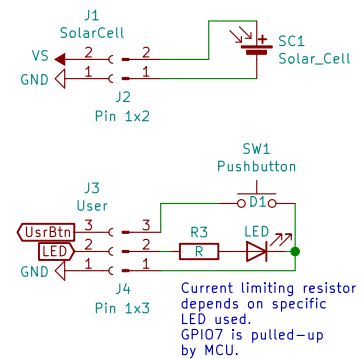 J1
SolarCell
VS 2 2
GND 1 1
J2
Pin 1x2
SC1
Solar_Cell
+
SW1
Pushbutton
J3
User
UsrBtn 3 3
D1
LED 2 2
R3
R
LED
GND 1 1
J4
Pin 1x3
Current limiting resistor
depends on specific
LED used.
GPIO7 is pulled-up
by MCU.